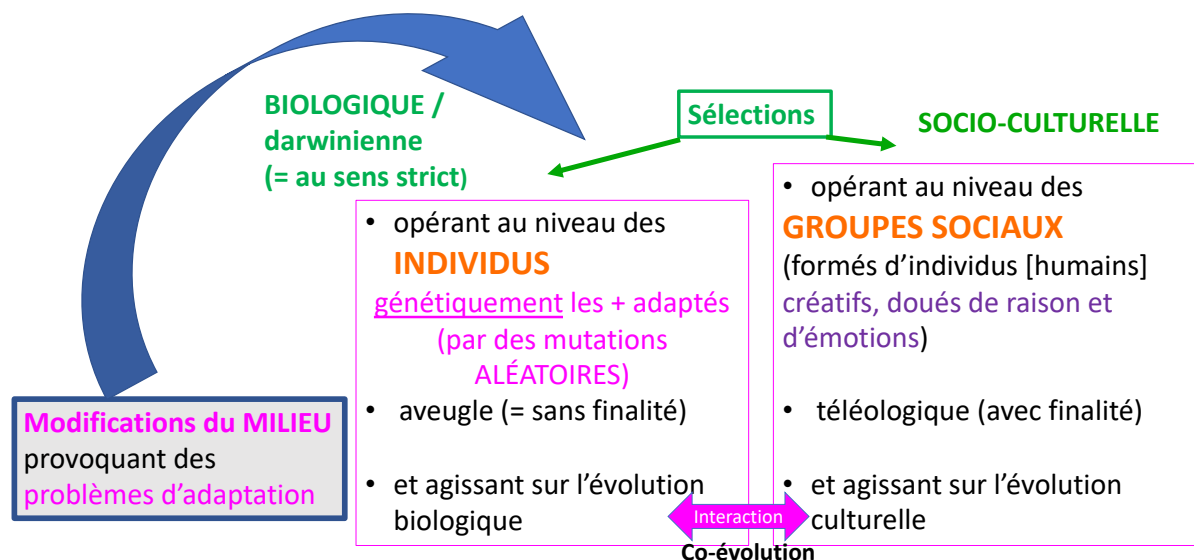 BIOLOGIQUE /
darwinienne
(= au sens strict)
Sélections
SOCIO-CULTURELLE
• opérant au niveau des
INDIVIDUS
génétiquement les + adaptés
(par des mutations
ALÉATOIRES)
• aveugle (= sans finalité)
• et agissant sur l’évolution
biologique
• opérant au niveau des
GROUPES SOCIAUX
(formés d’individus [humains]
créatifs, doués de raison et
d’émotions)
• téléologique (avec finalité)
• et agissant sur l’évolution
culturelle
Modifications du MILIEU
provoquant des
problèmes d’adaptation
Interaction
Co-évolution